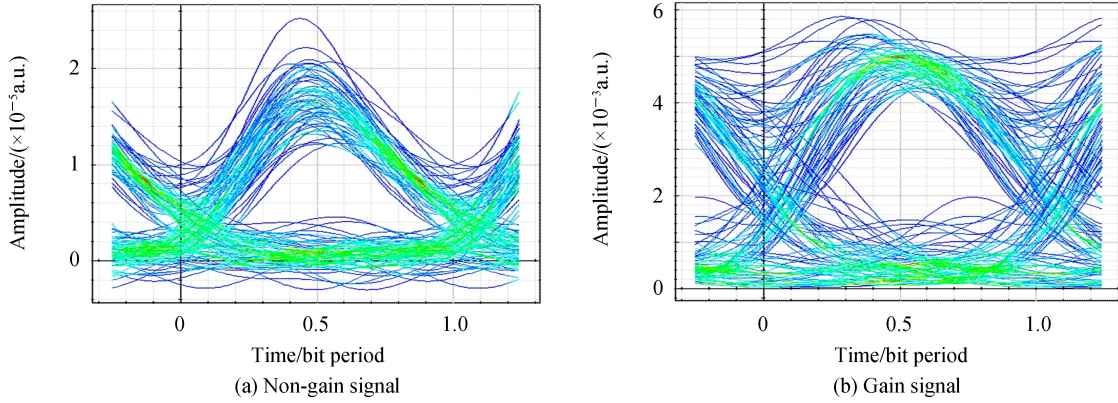 Amplitude/(×10⁻⁵a.u.)
2
1
0
0
0.5
1.0
Time/bit period
(a) Non-gain signal
Amplitude/(×10⁻³a.u.)
6
4
2
0
0
0.5
1.0
Time/bit period
(b) Gain signal